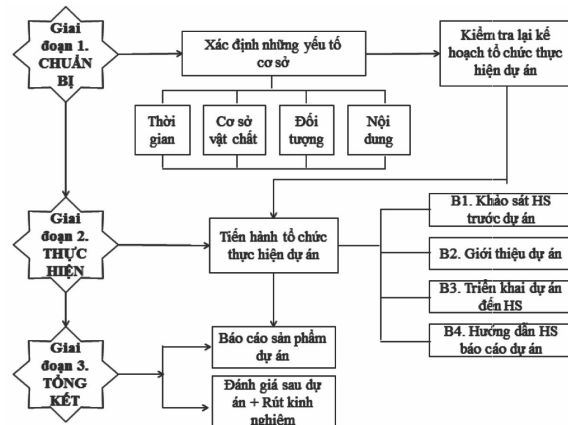 Giai
đoạn 1.
CHUẨN
BỊ
Xác định những yếu tố
cơ sở
Kiểm tra lại kế
hoạch tổ chức thực
hiện dự án
Thời
gian
Cơ sở
vật chất
Đối
tượng
Nội
dung
Giai
đoạn 2.
THỰC
HIỆN
Tiến hành tổ chức
thực hiện dự án
B1. Khảo sát HS
trước dự án
B2. Giới thiệu dự án
B3. Triển khai dự án
đến HS
B4. Hướng dẫn HS
báo cáo dự án
Giai
đoạn 3.
TỔNG
KẾT
Báo cáo sản phẩm
dự án
Đánh giá sau dự
án + Rút kinh
nghiệm